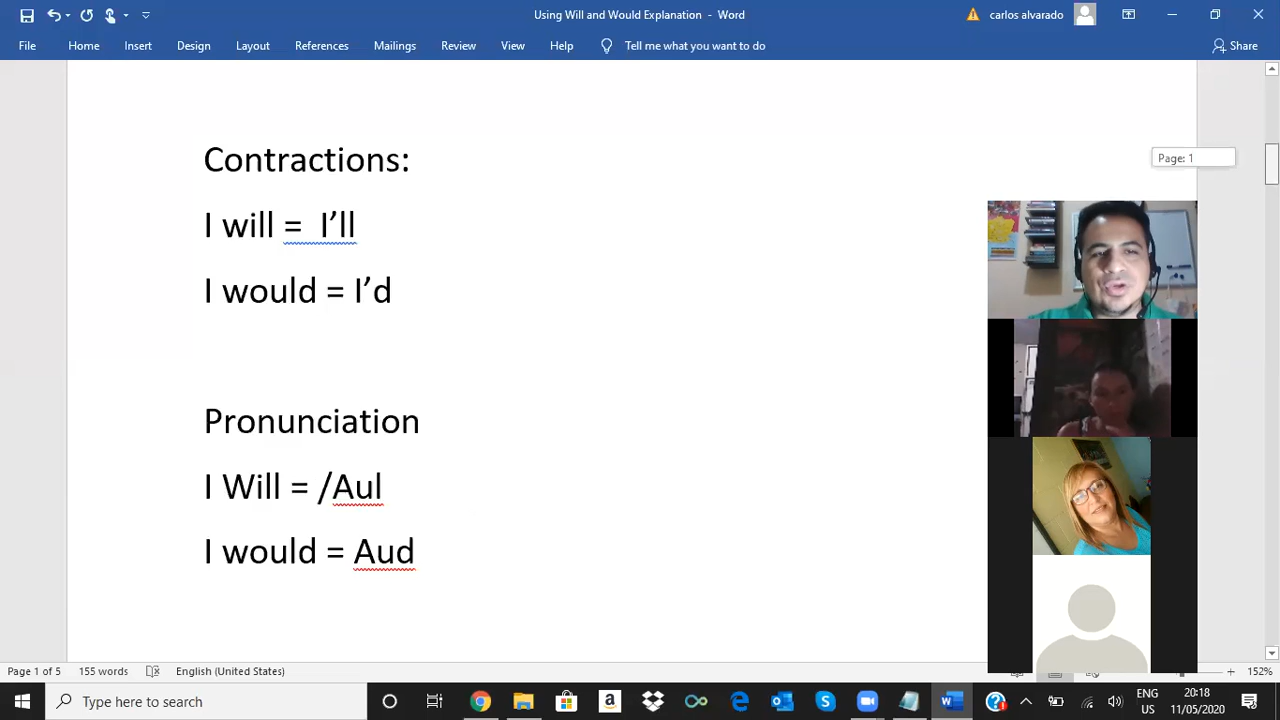 Using Will and Would Explanation - Word
carlos alvarado
File Home Insert Design Layout References Mailings Review View Help Tell me what you want to do Share
Page: 1
Contractions:
I will = I’ll
I would = I’d
Pronunciation
I Will = /Aul
I would = Aud
Page 1 of 5 155 words English (United States) 152%
Type here to search
ENG
US
20:18
11/05/2020